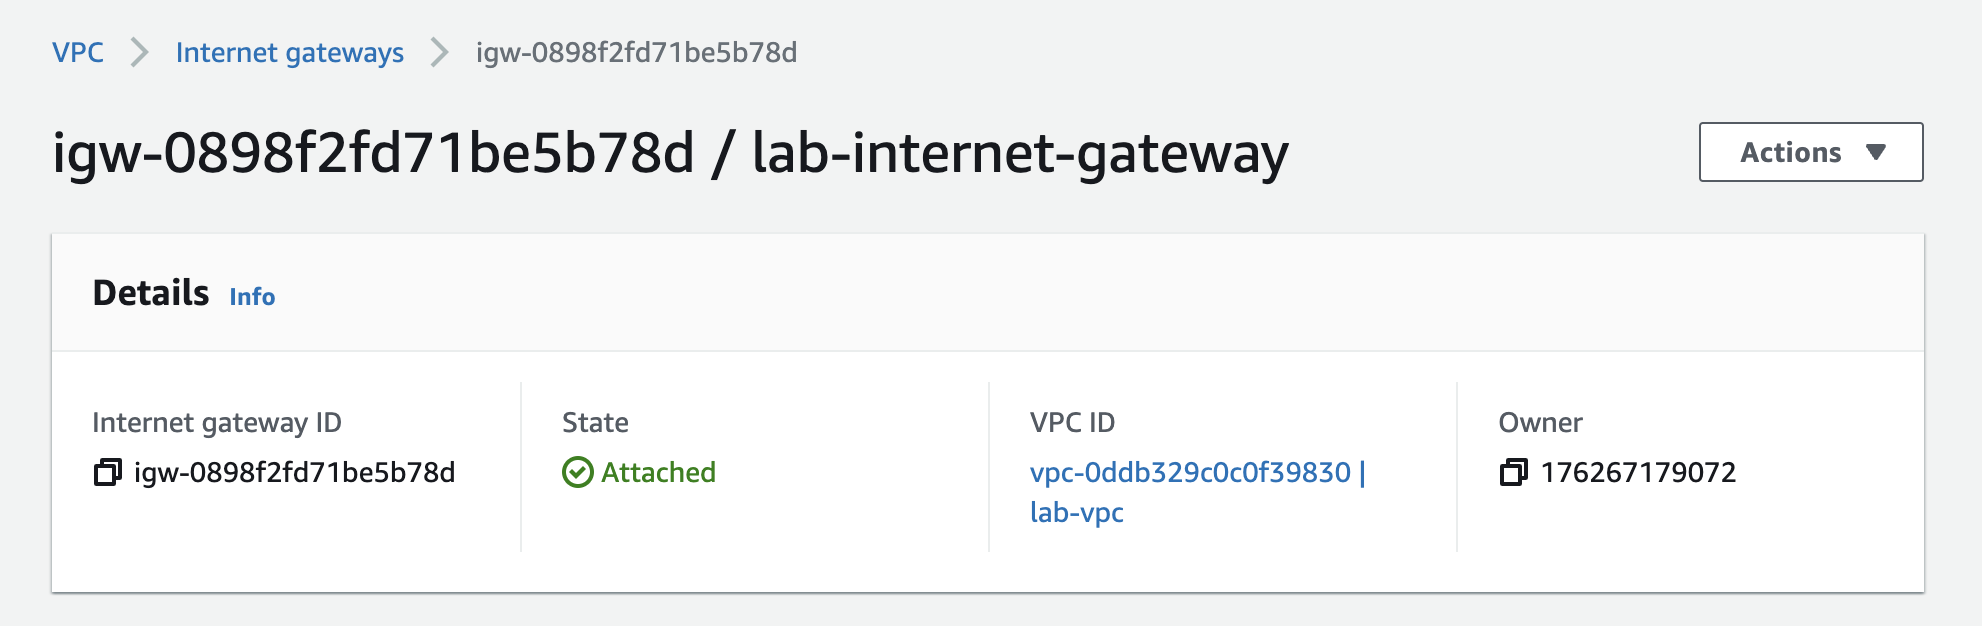 VPC > Internet gateways > igw-0898f2fd71be5b78d
igw-0898f2fd71be5b78d / lab-internet-gateway
Actions ▼
Details Info
Internet gateway ID
igw-0898f2fd71be5b78d
State
Attached
VPC ID
vpc-0ddb329c0c0f39830 |
lab-vpc
Owner
176267179072